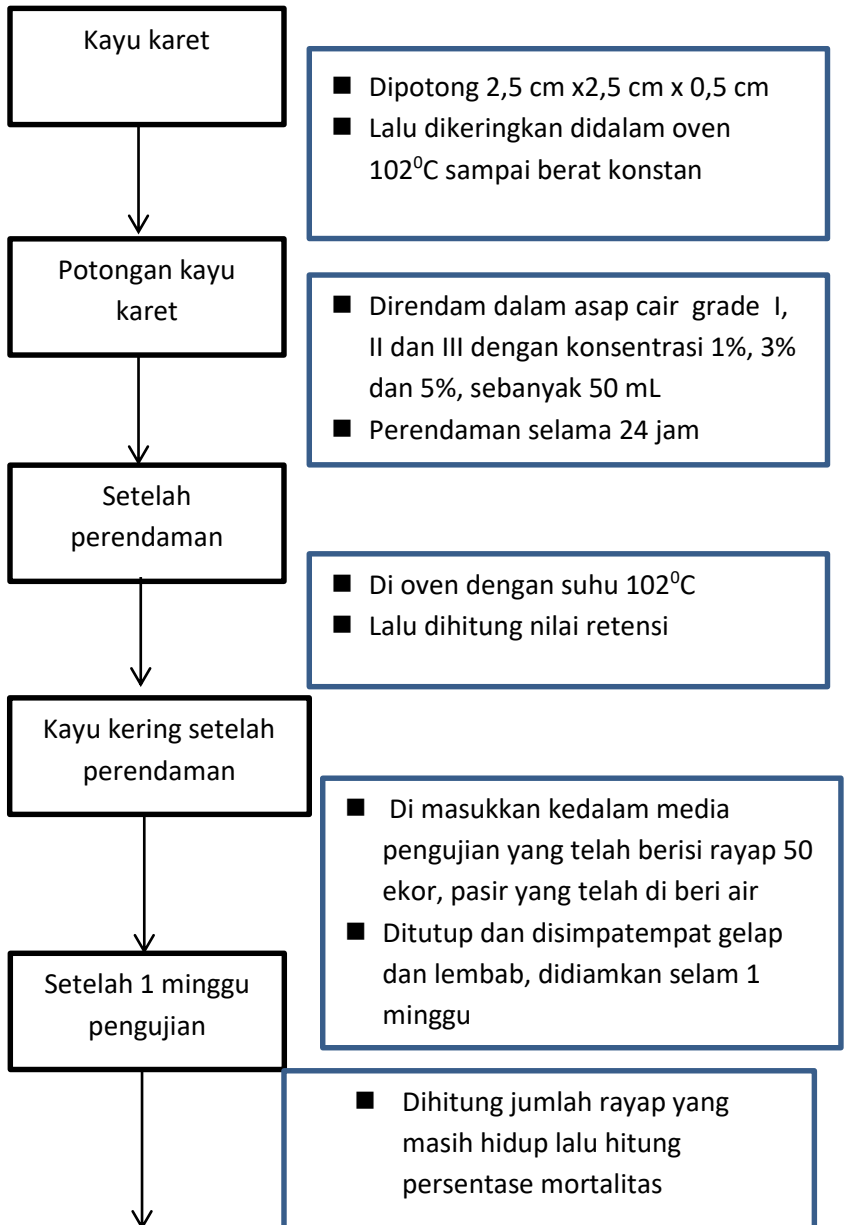 Kayu karet
■ Dipotong 2,5 cm x2,5 cm x 0,5 cm
■ Lalu dikeringkan didalam oven
102⁰C sampai berat konstan
Potongan kayu
karet
■ Direndam dalam asap cair grade I,
II dan III dengan konsentrasi 1%, 3%
dan 5%, sebanyak 50 mL
■ Perendaman selama 24 jam
Setelah
perendaman
■ Di oven dengan suhu 102⁰C
■ Lalu dihitung nilai retensi
Kayu kering setelah
perendaman
■ Di masukkan kedalam media
pengujian yang telah berisi rayap 50
ekor, pasir yang telah di beri air
■ Ditutup dan disimpatempat gelap
dan lembab, didiamkan selam 1
minggu
Setelah 1 minggu
pengujian
■ Dihitung jumlah rayap yang
masih hidup lalu hitung
persentase mortalitas